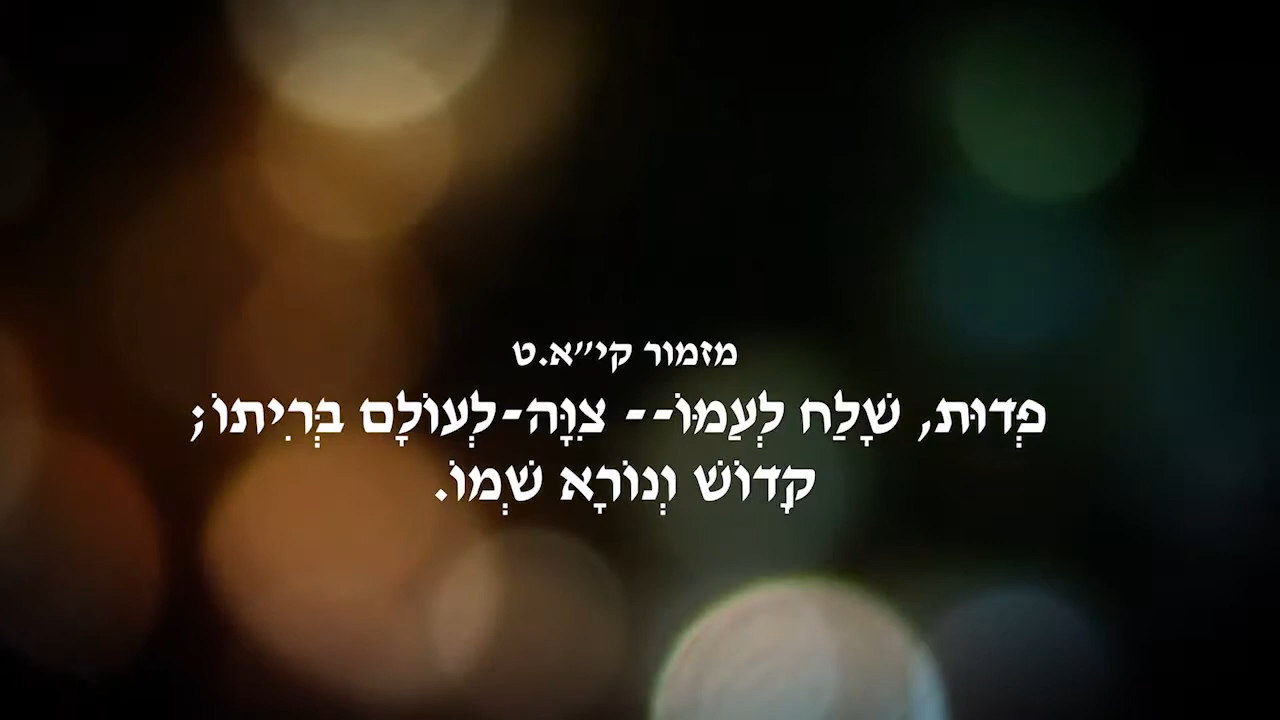 מזמור קי״א.ט
פְּדוּת, שָׁלַח לְעַמּוֹ-- צִוָּה-לְעוֹלָם בְּרִיתוֹ;
קָדוֹשׁ וְנוֹרָא שְׁמוֹ.